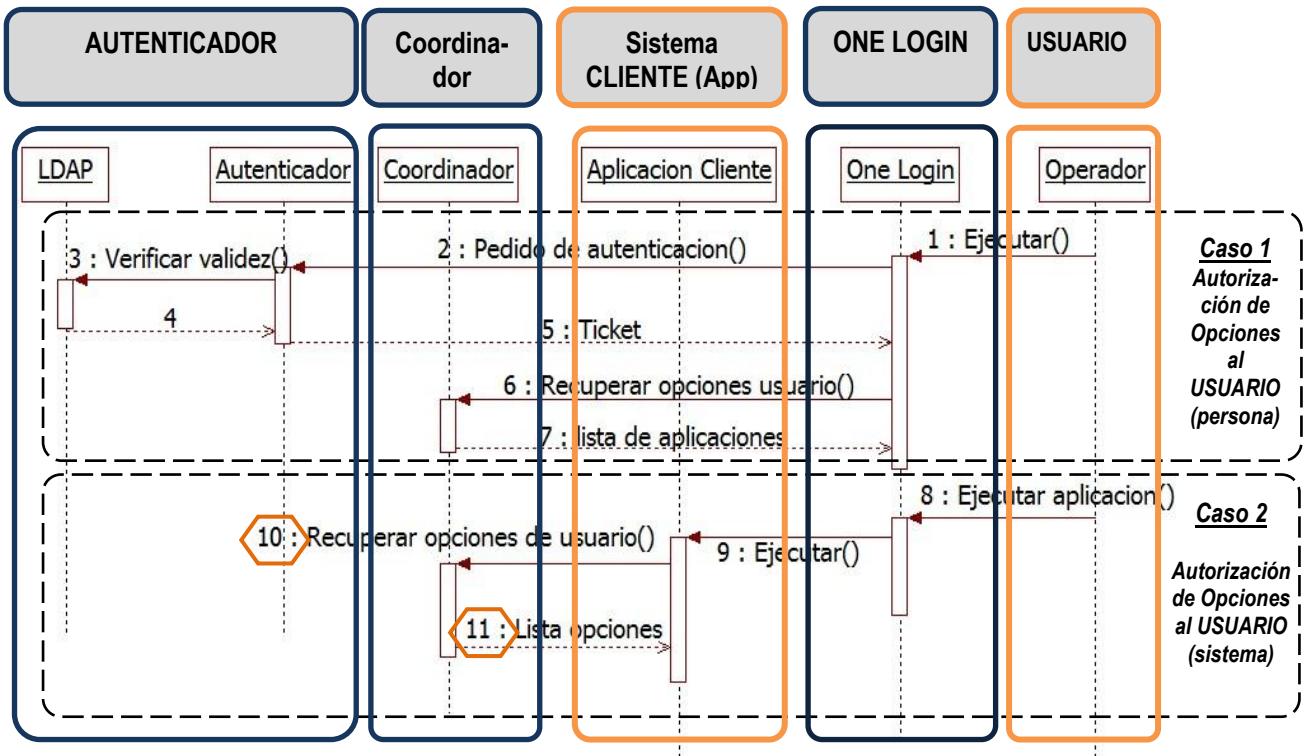 AUTENTICADOR
Coordina-
dor
Sistema
CLIENTE (App)
ONE LOGIN
USUARIO
LDAP
Autenticador
Coordinador
Aplicacion Cliente
One Login
Operador
1 : Ejecutar()
2 : Pedido de autenticacion()
3 : Verificar validez()
4
5 : Ticket
6 : Recuperar opciones usuario()
7 : lista de aplicaciones
Caso 1
Autoriza-
ción de
Opciones
al
USUARIO
(persona)
8 : Ejecutar aplicacion()
9 : Ejecutar()
10 : Recuperar opciones de usuario()
11 : Lista opciones
Caso 2
Autorización
de Opciones
al USUARIO
(sistema)